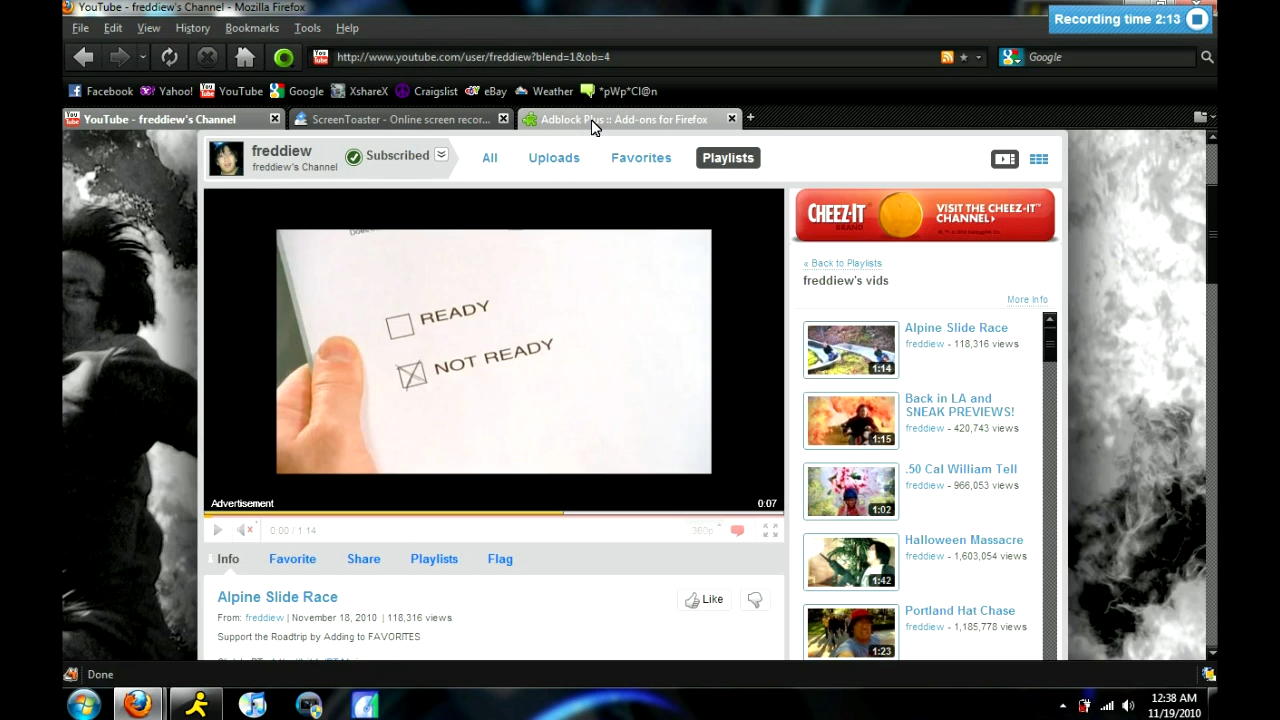 YouTube - freddiew's Channel - Mozilla Firefox
Recording time 2:13
File Edit View History Bookmarks Tools Help
http://www.youtube.com/user/freddiew?blend=1&ob=4
Google
Facebook Yahoo! YouTube Google XshareX Craigslist eBay Weather *pWp*Cl@n
YouTube - freddiew's Channel
ScreenToaster - Online screen recor...
Adblock Plus :: Add-ons for Firefox
freddiew
freddiew's Channel
Subscribed
All Uploads Favorites Playlists
READY
NOT READY
Advertisement 0:07
0:00 / 1:14
360p
Info Favorite Share Playlists Flag
Alpine Slide Race
Like
From: freddiew | November 18, 2010 | 118,316 views
Support the Roadtrip by Adding to FAVORITES
CHEEZ-IT
BRAND
VISIT THE CHEEZ-IT™
CHANNEL
« Back to Playlists
freddiew's vids
More info
Alpine Slide Race
freddiew - 118,316 views
1:14
Back in LA and
SNEAK PREVIEWS!
freddiew - 420,743 views
1:15
.50 Cal William Tell
freddiew - 966,053 views
1:02
Halloween Massacre
freddiew - 1,603,054 views
1:42
Portland Hat Chase
freddiew - 1,185,778 views
1:23
Done
12:38 AM
11/19/2010